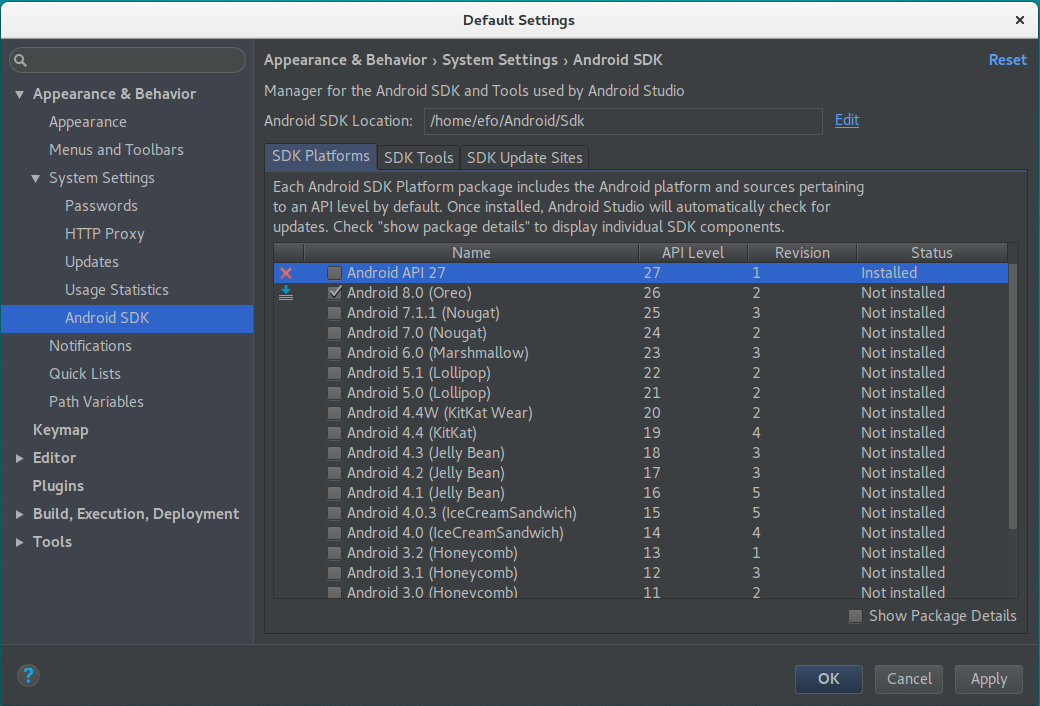 Default Settings
Appearance & Behavior
Appearance
Menus and Toolbars
System Settings
Passwords
HTTP Proxy
Updates
Usage Statistics
Android SDK
Notifications
Quick Lists
Path Variables
Keymap
Editor
Plugins
Build, Execution, Deployment
Tools
Appearance & Behavior › System Settings › Android SDK
Reset
Manager for the Android SDK and Tools used by Android Studio
Android SDK Location: /home/efo/Android/Sdk Edit
SDK Platforms SDK Tools SDK Update Sites
Each Android SDK Platform package includes the Android platform and sources pertaining
to an API level by default. Once installed, Android Studio will automatically check for
updates. Check "show package details" to display individual SDK components.
Name API Level Revision Status
Android API 27 27 1 Installed
Android 8.0 (Oreo) 26 2 Not installed
Android 7.1.1 (Nougat) 25 3 Not installed
Android 7.0 (Nougat) 24 2 Not installed
Android 6.0 (Marshmallow) 23 3 Not installed
Android 5.1 (Lollipop) 22 2 Not installed
Android 5.0 (Lollipop) 21 2 Not installed
Android 4.4W (KitKat Wear) 20 2 Not installed
Android 4.4 (KitKat) 19 4 Not installed
Android 4.3 (Jelly Bean) 18 3 Not installed
Android 4.2 (Jelly Bean) 17 3 Not installed
Android 4.1 (Jelly Bean) 16 5 Not installed
Android 4.0.3 (IceCreamSandwich) 15 5 Not installed
Android 4.0 (IceCreamSandwich) 14 4 Not installed
Android 3.2 (Honeycomb) 13 1 Not installed
Android 3.1 (Honeycomb) 12 3 Not installed
Android 3.0 (Honeycomb) 11 2 Not installed
Show Package Details
?
OK Cancel Apply